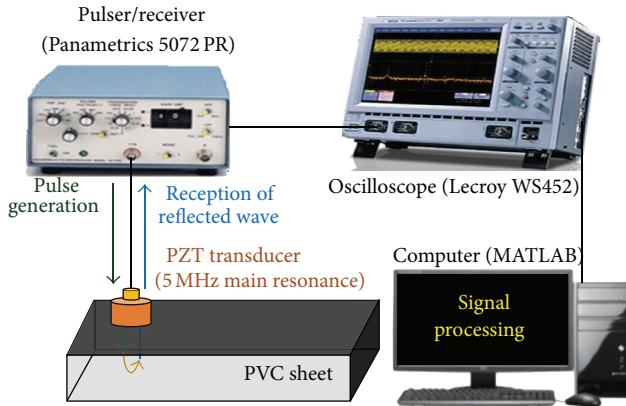 Pulser/receiver
(Panametrics 5072 PR)
Oscilloscope (Lecroy WS452)
Pulse
generation
Reception of
reflected wave
PZT transducer
(5 MHz main resonance)
Computer (MATLAB)
Signal
processing
PVC sheet